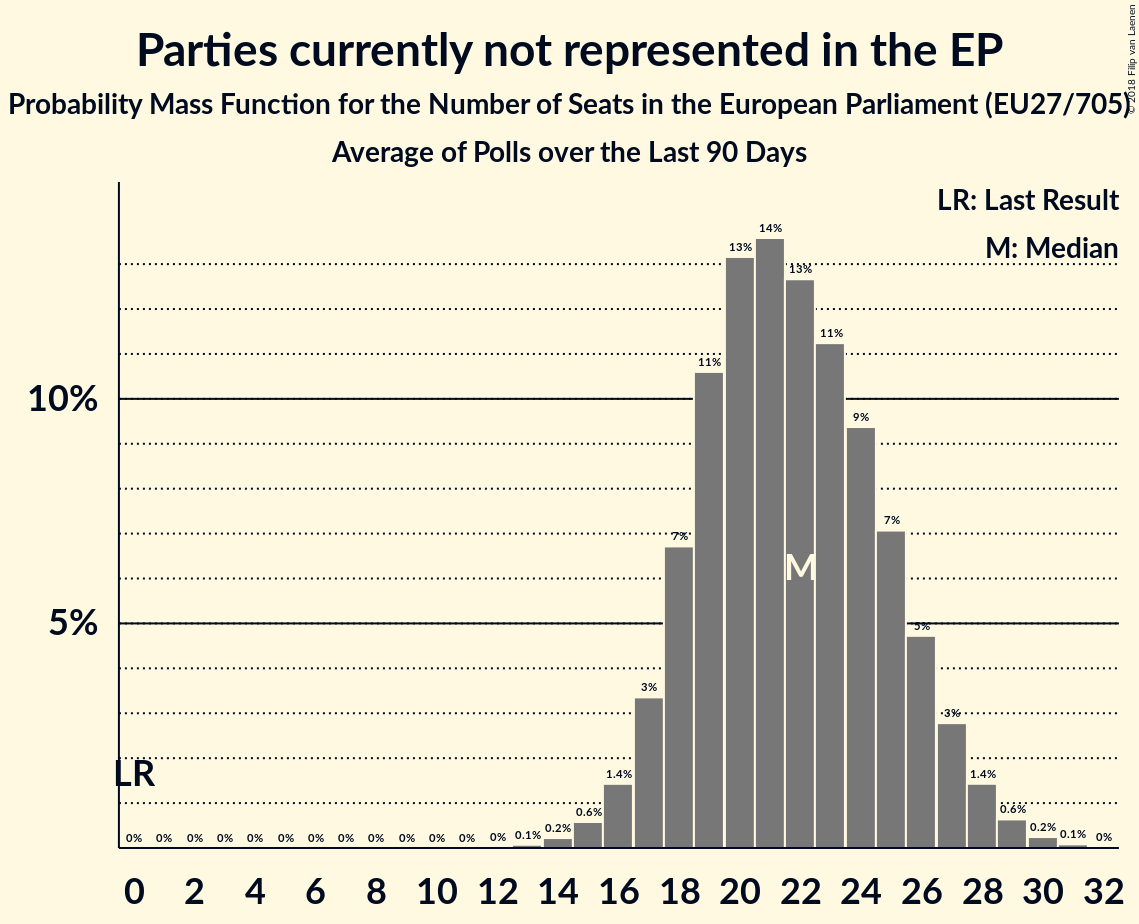 Parties currently not represented in the EP
Probability Mass Function for the Number of Seats in the European Parliament (EU27/705)
Average of Polls over the Last 90 Days
© 2018 Filip van Laenen
LR: Last Result
M: Median
10%
5%
LR
M
0% 0% 0% 0% 0% 0% 0% 0% 0% 0% 0% 0% 0% 0.1% 0.2% 0.6% 1.4% 3% 7% 11% 13% 14% 13% 11% 9% 7% 5% 3% 1.4% 0.6% 0.2% 0.1% 0%
0 2 4 6 8 10 12 14 16 18 20 22 24 26 28 30 32